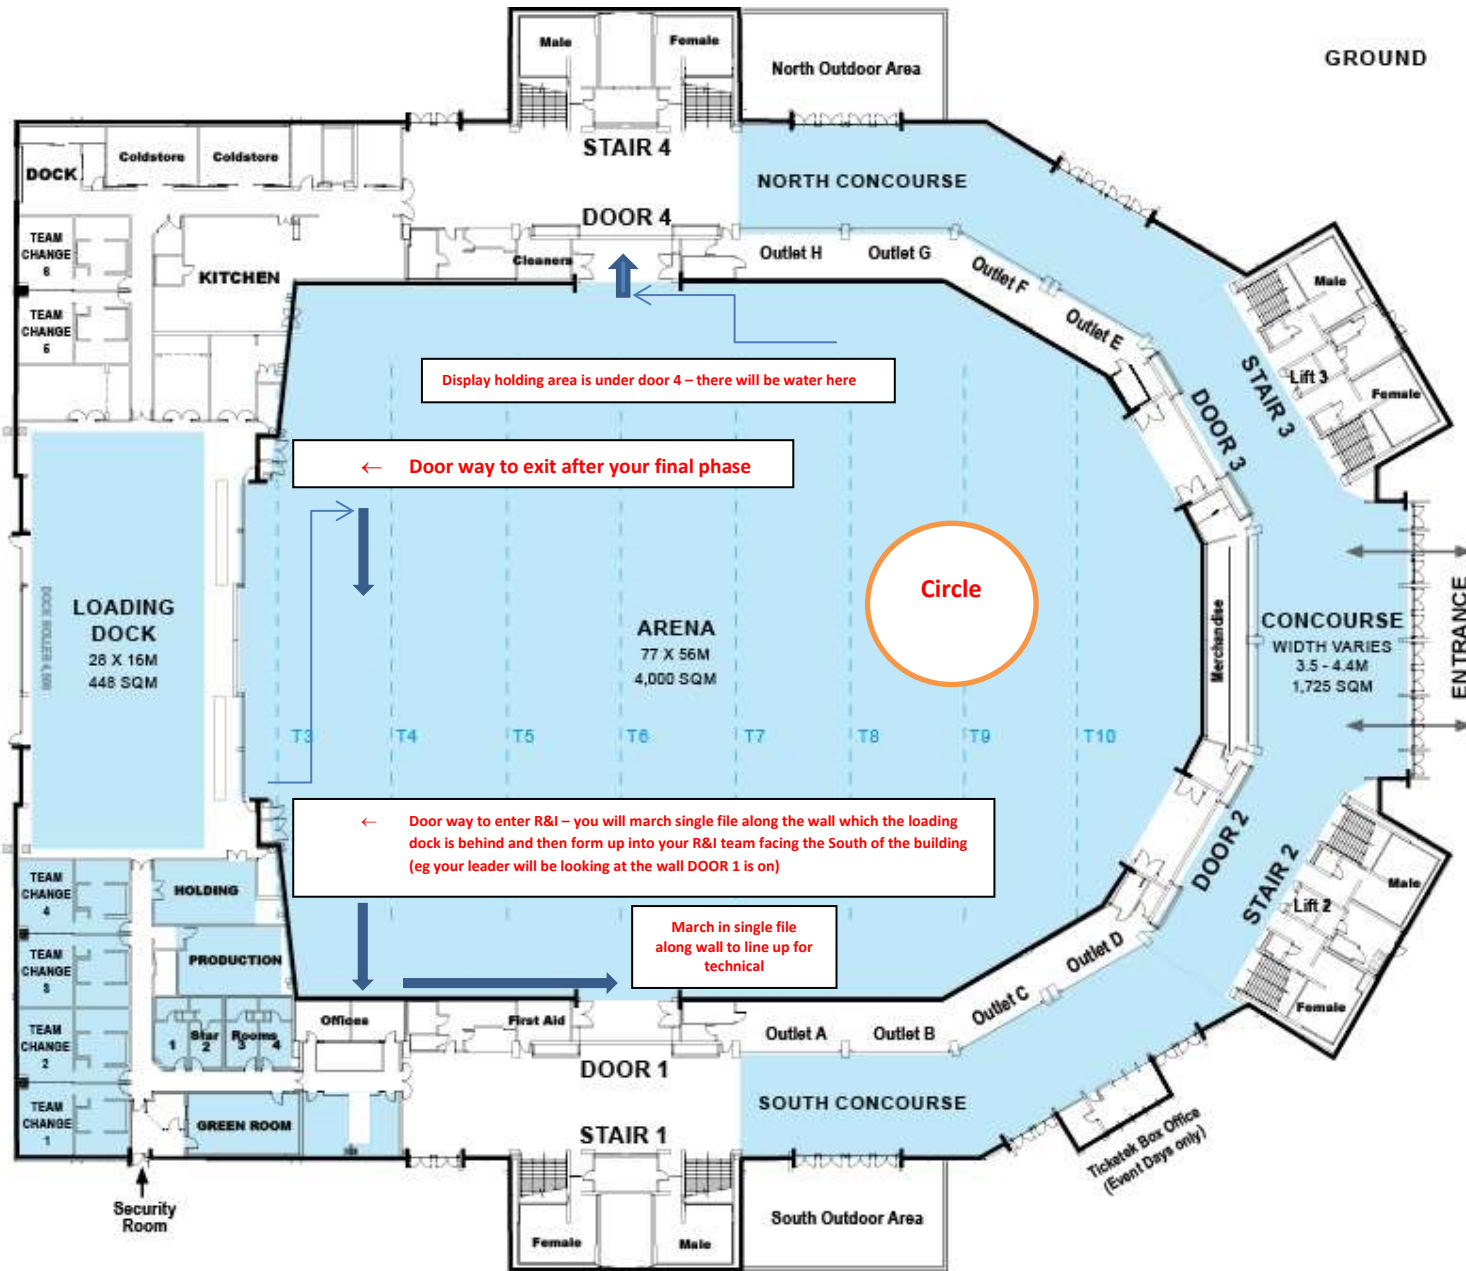 GROUND
Male
Female
North Outdoor Area
STAIR 4
NORTH CONCOURSE
DOCK
Coldstore
Coldstore
DOOR 4
TEAM
CHANGE
6
KITCHEN
Cleaners
Outlet H
Outlet G
Outlet F
Outlet E
Male
Lift 3
Female
STAIR 3
DOOR 3
TEAM
CHANGE
5
Display holding area is under door 4 – there will be water here
← Door way to exit after your final phase
Circle
LOADING
DOCK
28 X 16M
448 SQM
ARENA
77 X 56M
4,000 SQM
Merchandise
CONCOURSE
WIDTH VARIES
3.5 - 4.4M
1,725 SQM
ENTRANCE
T3
T4
T5
T6
T7
T8
T9
T10
← Door way to enter R&I – you will march single file along the wall which the loading
dock is behind and then form up into your R&I team facing the South of the building
(eg your leader will be looking at the wall DOOR 1 is on)
DOOR 2
STAIR 2
Male
Lift 2
Female
TEAM
CHANGE
4
HOLDING
March in single file
along wall to line up for
technical
TEAM
CHANGE
3
PRODUCTION
Outlet D
Outlet C
Outlet B
Outlet A
TEAM
CHANGE
2
Star Rooms
1 2 3 4
Offices
First Aid
DOOR 1
TEAM
CHANGE
1
GREEN ROOM
SOUTH CONCOURSE
STAIR 1
Ticketek Box Office
(Event Days only)
Security
Room
Female
Male
South Outdoor Area